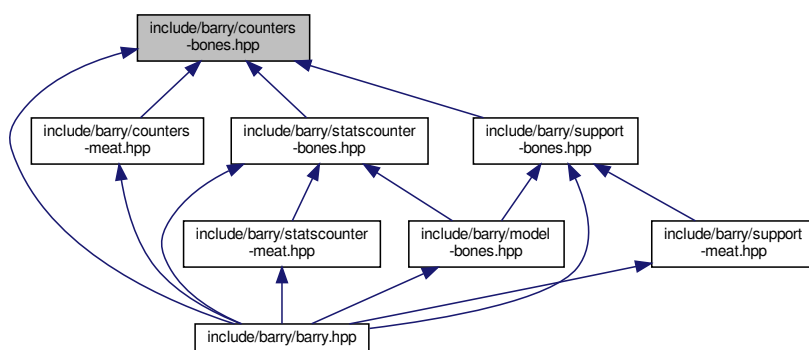 include/barry/counters
-bones.hpp
include/barry/counters
-meat.hpp
include/barry/statscounter
-bones.hpp
include/barry/support
-bones.hpp
include/barry/statscounter
-meat.hpp
include/barry/model
-bones.hpp
include/barry/support
-meat.hpp
include/barry/barry.hpp